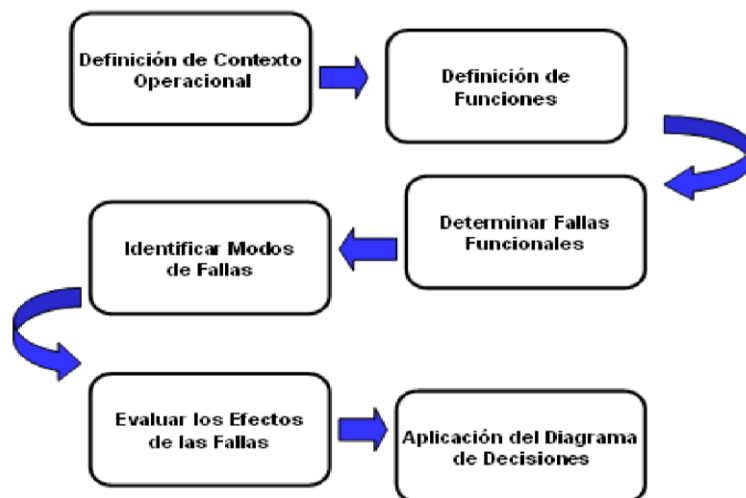 Definición de Contexto
Operacional
Definición de
Funciones
Determinar Fallas
Funcionales
Identificar Modos
de Fallas
Evaluar los Efectos
de las Fallas
Aplicación del Diagrama
de Decisiones